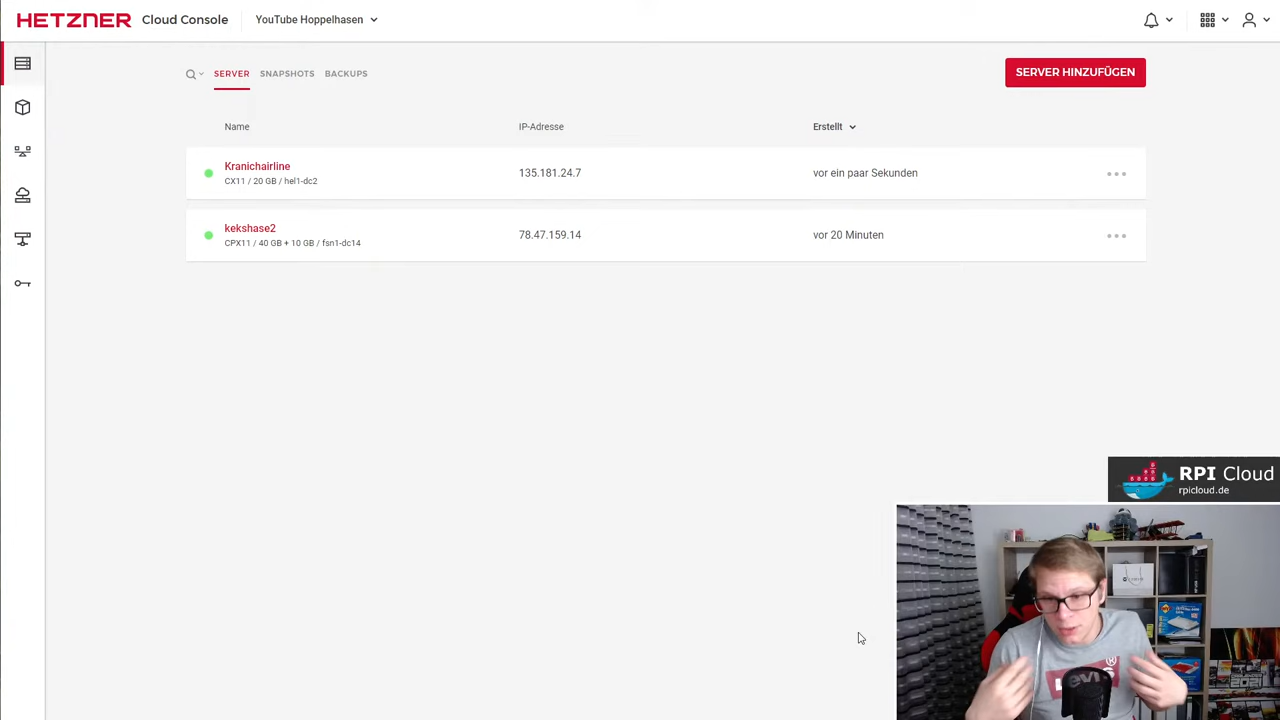 HETZNER Cloud Console YouTube Hoppelhasen
SERVER SNAPSHOTS BACKUPS SERVER HINZUFÜGEN
Name IP-Adresse Erstellt
Kranichairline 135.181.24.7 vor ein paar Sekunden
CX11 / 20 GB / hel1-dc2
kekshase2 78.47.159.14 vor 20 Minuten
CPX11 / 40 GB + 10 GB / fsn1-dc14
RPI Cloud
rpicloud.de
Levi's